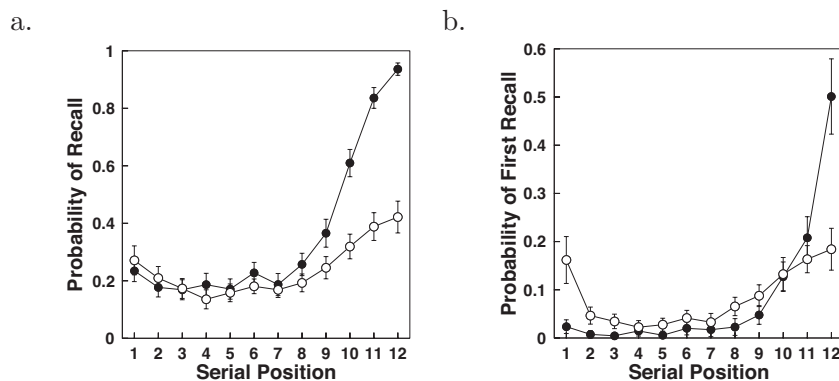 a.
1
0.8
0.6
0.4
0.2
0
Probability of Recall
1 2 3 4 5 6 7 8 9 10 11 12
Serial Position
b.
0.6
0.5
0.4
0.3
0.2
0.1
0
Probability of First Recall
1 2 3 4 5 6 7 8 9 10 11 12
Serial Position